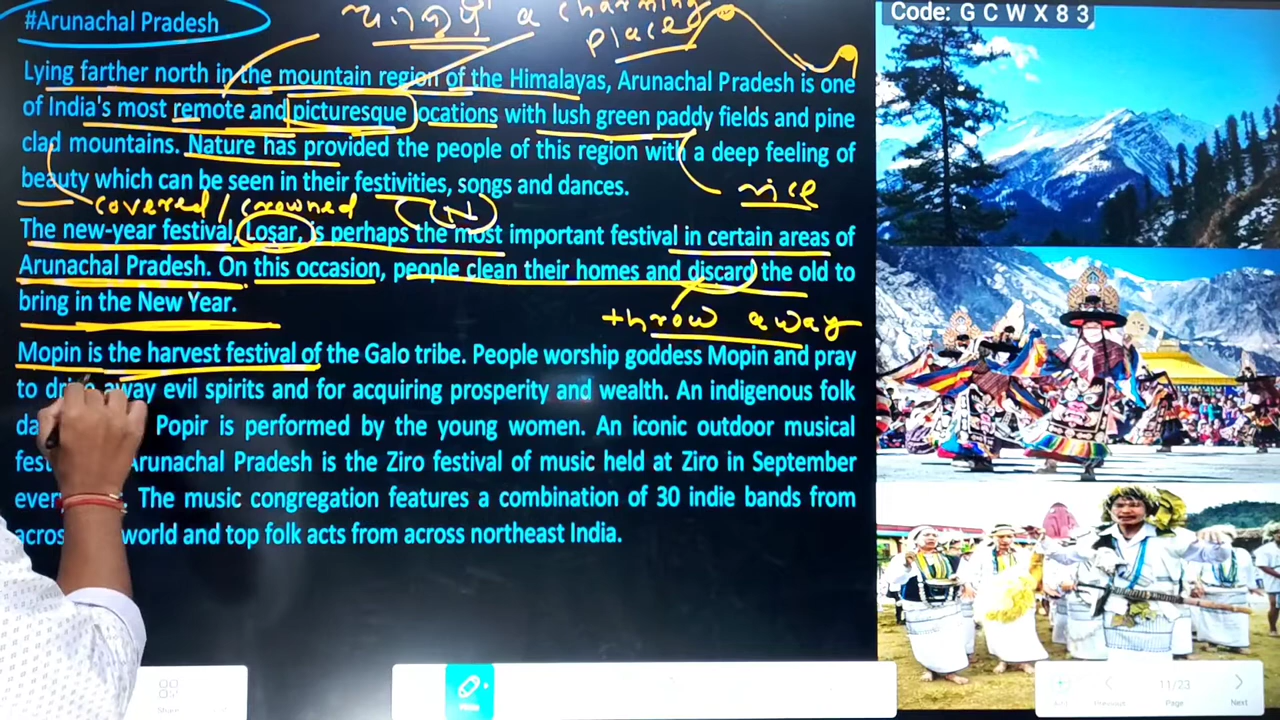 #Arunachal Pradesh
a charming
place
Code: G C W X 8 3
Lying farther north in the mountain region of the Himalayas, Arunachal Pradesh is one
of India's most remote and picturesque locations with lush green paddy fields and pine
clad mountains. Nature has provided the people of this region with a deep feeling of
beauty which can be seen in their festivities, songs and dances.
rice
covered / crowned
(N)
The new-year festival, Losar, is perhaps the most important festival in certain areas of
Arunachal Pradesh. On this occasion, people clean their homes and discard the old to
bring in the New Year.
throw away
Mopin is the harvest festival of the Galo tribe. People worship goddess Mopin and pray
to away evil spirits and for acquiring prosperity and wealth. An indigenous folk
Popir is performed by the young women. An iconic outdoor musical
Arunachal Pradesh is the Ziro festival of music held at Ziro in September
The music congregation features a combination of 30 indie bands from
world and top folk acts from across northeast India.
Share
11/23
Previous Page Next